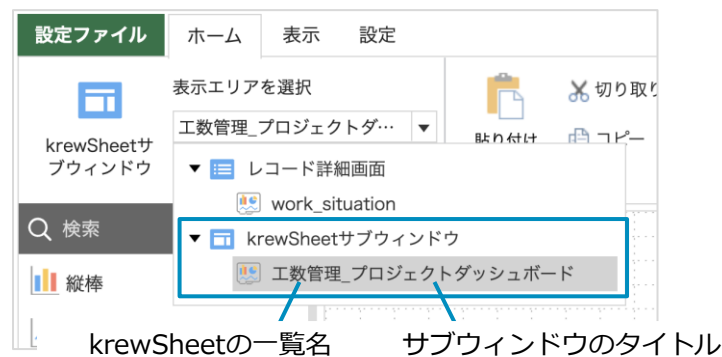 設定ファイル ホーム 表示 設定
表示エリアを選択
工数管理_プロジェクトダ… ▼
krewSheetサ
ブウィンドウ
切り取り
貼り付け
コピー
▼ レコード詳細画面
work_situation
▼ krewSheetサブウィンドウ
工数管理_プロジェクトダッシュボード
検索
縦棒
krewSheetの一覧名 サブウィンドウのタイトル